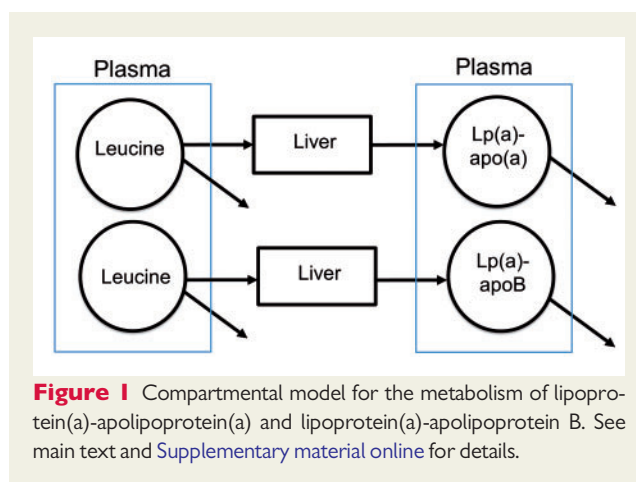 Plasma
Plasma
Leucine
Liver
Lp(a)-
apo(a)
Leucine
Liver
Lp(a)-
apoB
Figure 1 Compartmental model for the metabolism of lipopro-
tein(a)-apolipoprotein(a) and lipoprotein(a)-apolipoprotein B. See
main text and Supplementary material online for details.